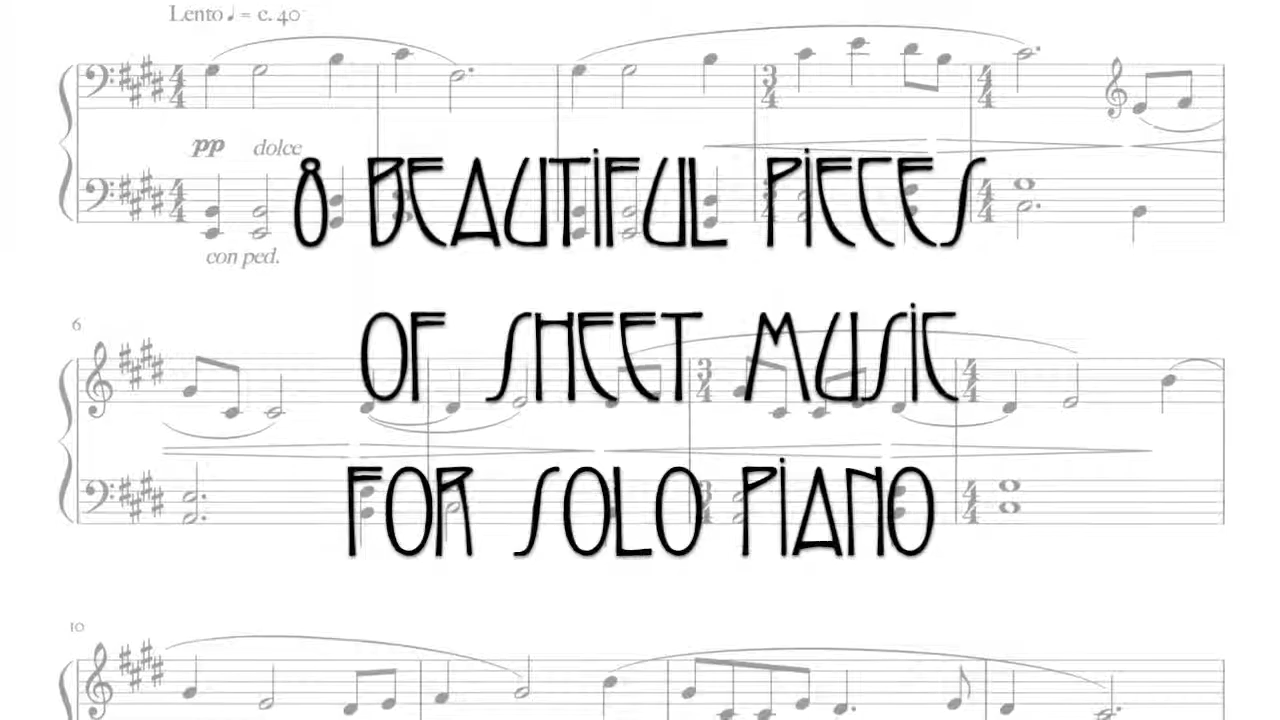 Lento ♩ = c. 40
pp dolce
8 BEAUTIFUL PIECES
con ped.
6
OF SHEET MUSIC
FOR SOLO PIANO
10